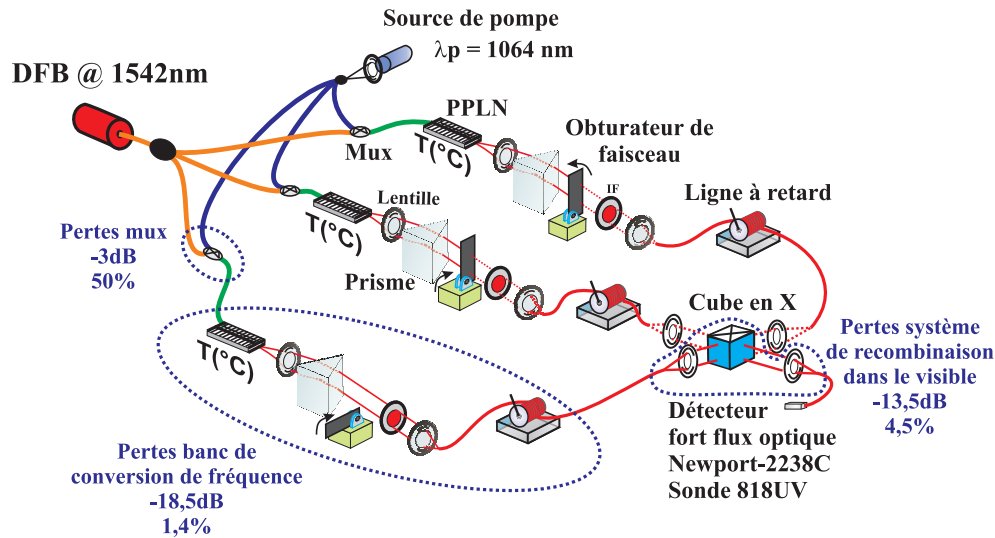 Source de pompe
λp = 1064 nm
DFB @ 1542nm
PPLN
Obturateur de
faisceau
Mux
T(°C)
IF
Ligne à retard
Lentille
T(°C)
Pertes mux
-3dB
50%
Prisme
Cube en X
T(°C)
Pertes système
de recombinaison
dans le visible
-13,5dB
4,5%
Détecteur
fort flux optique
Newport-2238C
Sonde 818UV
Pertes banc de
conversion de fréquence
-18,5dB
1,4%